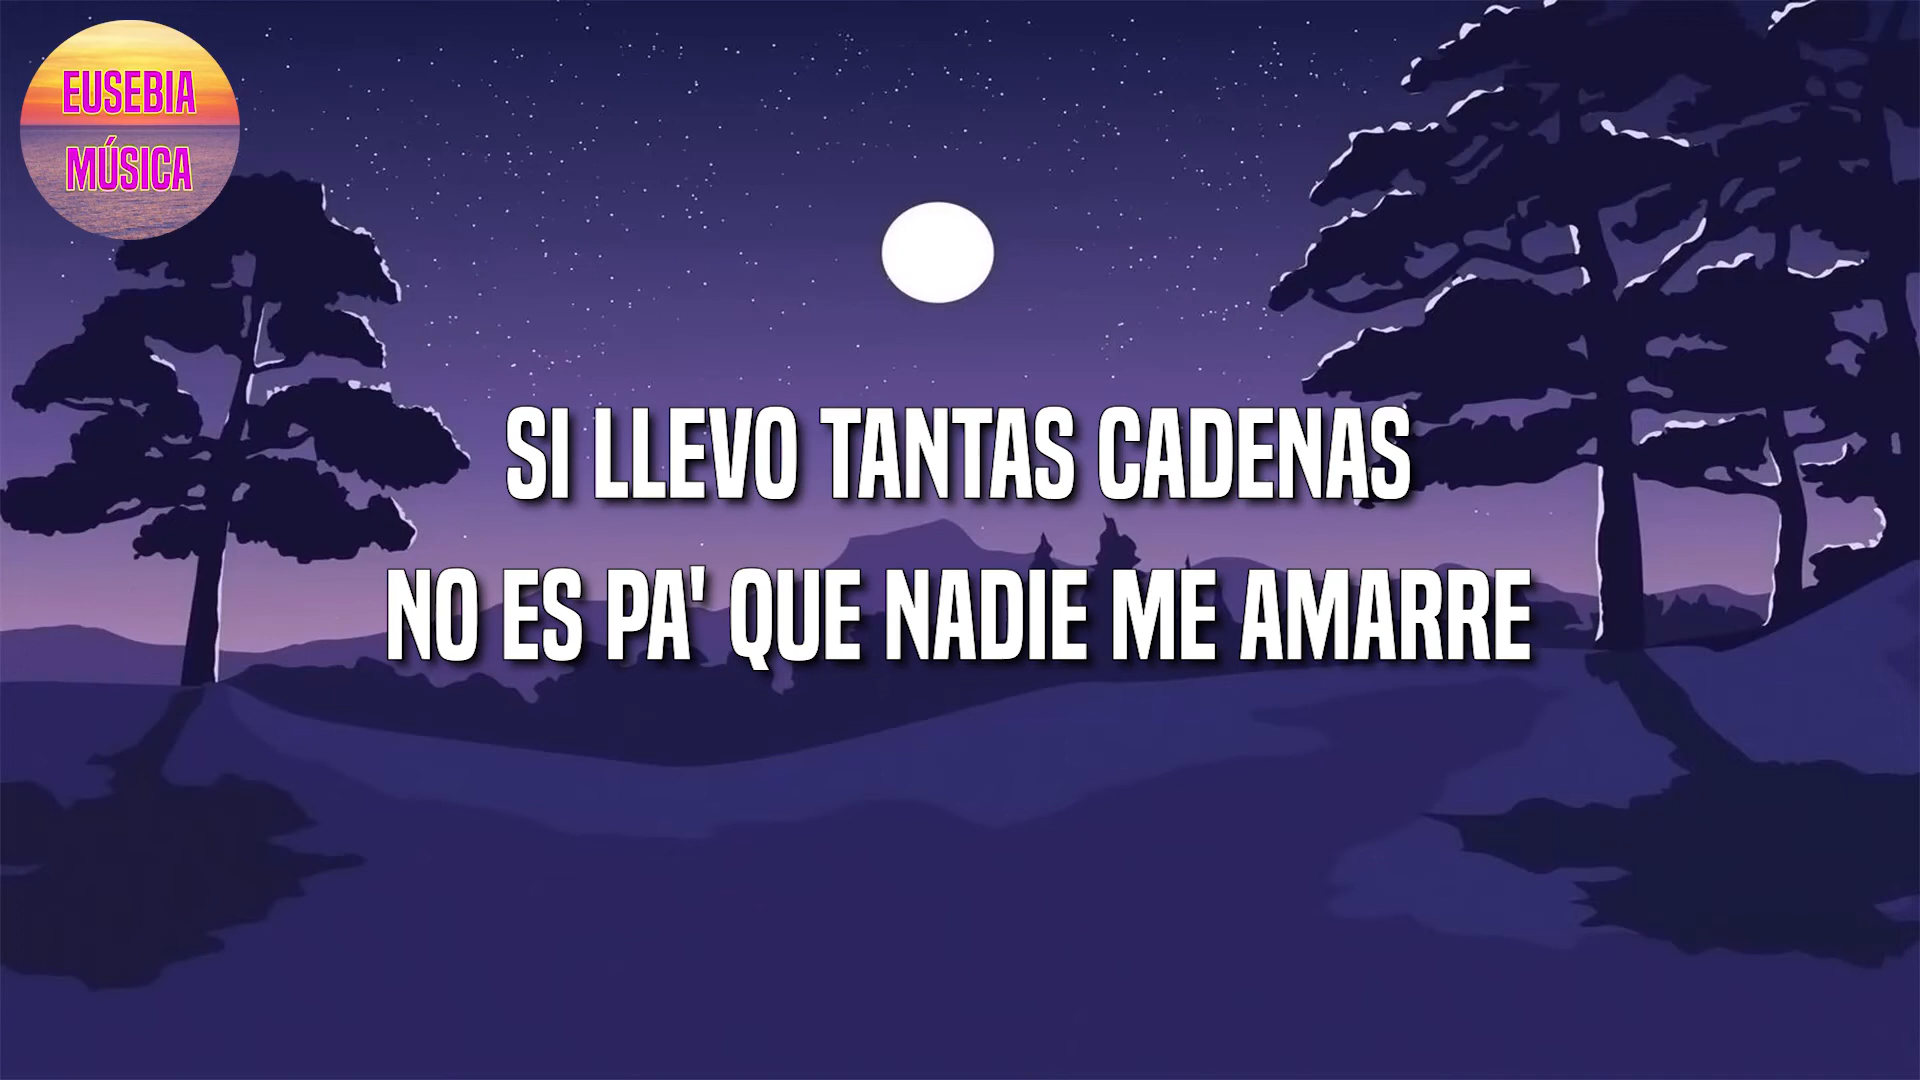 EUSEBIA
MÚSICA
SI LLEVO TANTAS CADENAS
NO ES PA' QUE NADIE ME AMARRE